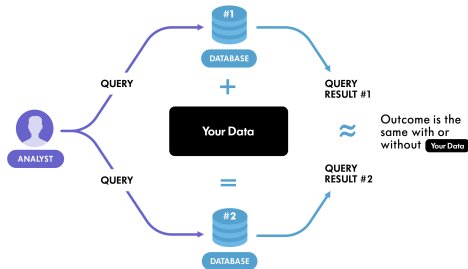 #1
DATABASE
QUERY
+
QUERY
RESULT #1
Your Data
≈
Outcome is the
same with or
without Your Data
ANALYST
QUERY
=
QUERY
RESULT #2
#2
DATABASE